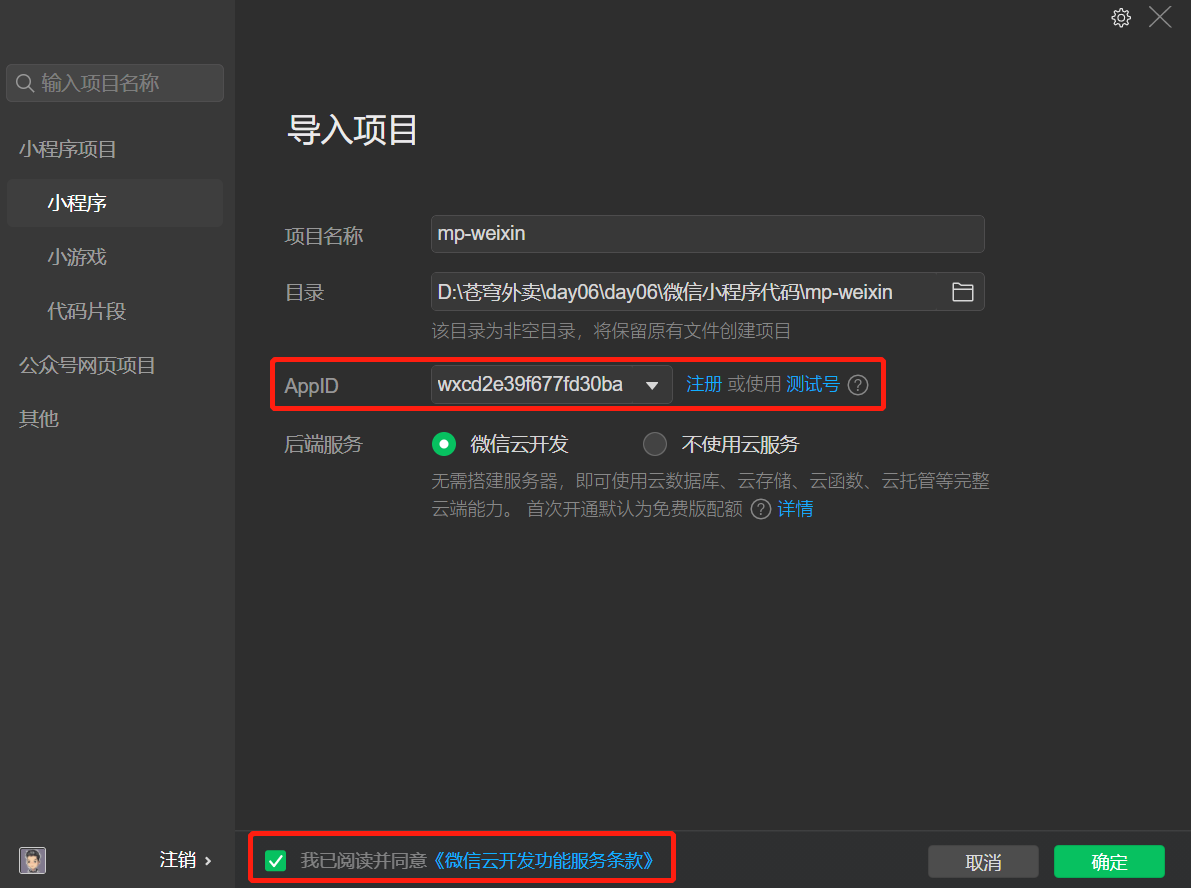 输入项目名称
小程序项目
小程序
小游戏
代码片段
公众号网页项目
其他
注销
导入项目
项目名称 mp-weixin
目录 D:\苍穹外卖\day06\day06\微信小程序代码\mp-weixin
该目录为非空目录，将保留原有文件创建项目
AppID wxcd2e39f677fd30ba 注册 或使用 测试号 ?
后端服务 微信云开发 不使用云服务
无需搭建服务器，即可使用云数据库、云存储、云函数、云托管等完整
云端能力。 首次开通默认为免费版配额 ? 详情
我已阅读并同意《微信云开发功能服务条款》
取消 确定